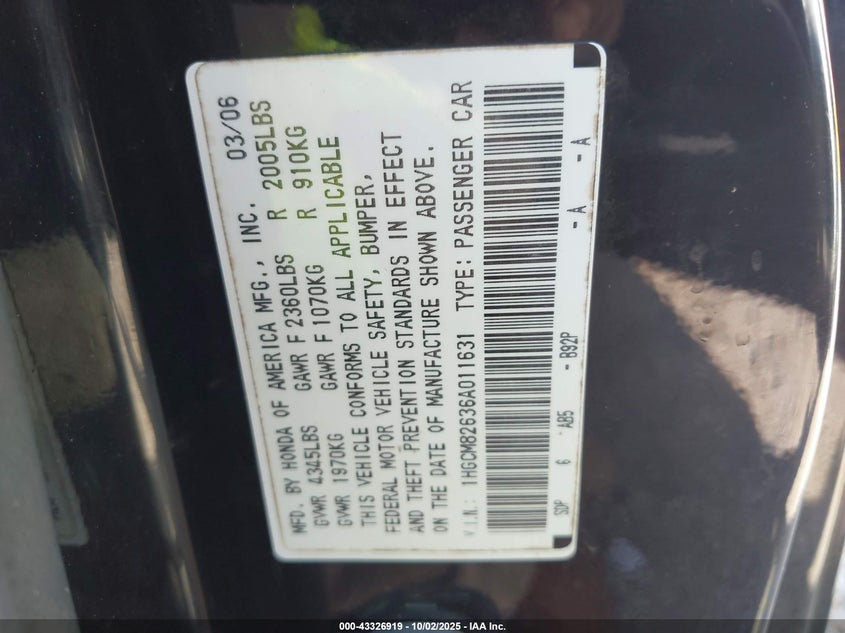 MFD. BY HONDA OF AMERICA MFG., INC. 03/06
GVWR 4345LBS GAWR F 2360LBS R 2005LBS
GVWR 1970KG GAWR F 1070KG R 910KG
THIS VEHICLE CONFORMS TO ALL APPLICABLE
FEDERAL MOTOR VEHICLE SAFETY, BUMPER,
AND THEFT PREVENTION STANDARDS IN EFFECT
ON THE DATE OF MANUFACTURE SHOWN ABOVE.
V.I.N.: 1HGCM82636A011631 TYPE: PASSENGER CAR
SDP 6 AB5 - B92P - A - A
000-43326919 - 10/02/2025 - IAA Inc.